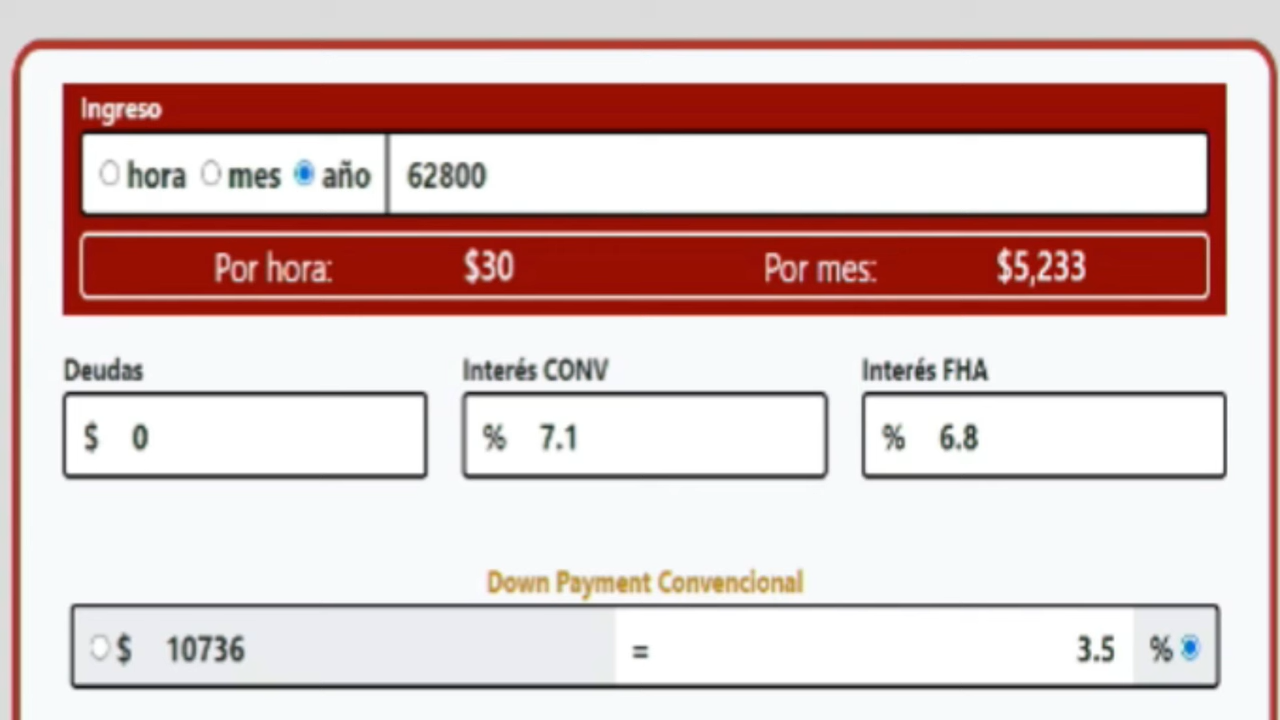 Ingreso
hora mes año 62800
Por hora: $30 Por mes: $5,233
Deudas Interés CONV Interés FHA
$ 0 % 7.1 % 6.8
Down Payment Convencional
$ 10736 = 3.5 %